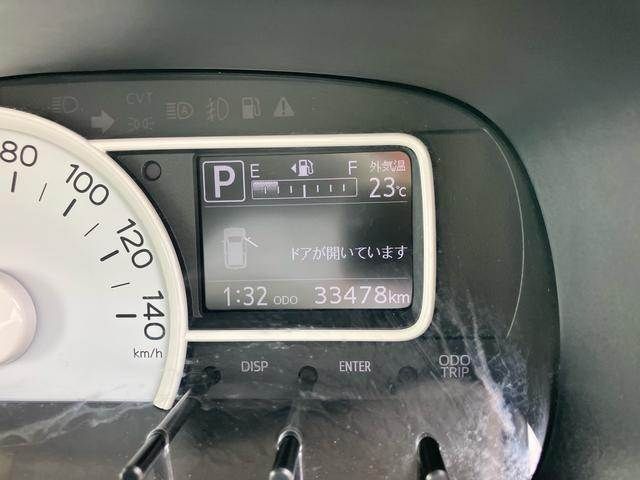 CVT
80
100
120
140
km/h
P
E F
外気温
23℃
ドアが開いています
1:32 ODO 33478km
DISP
ENTER
ODO
TRIP